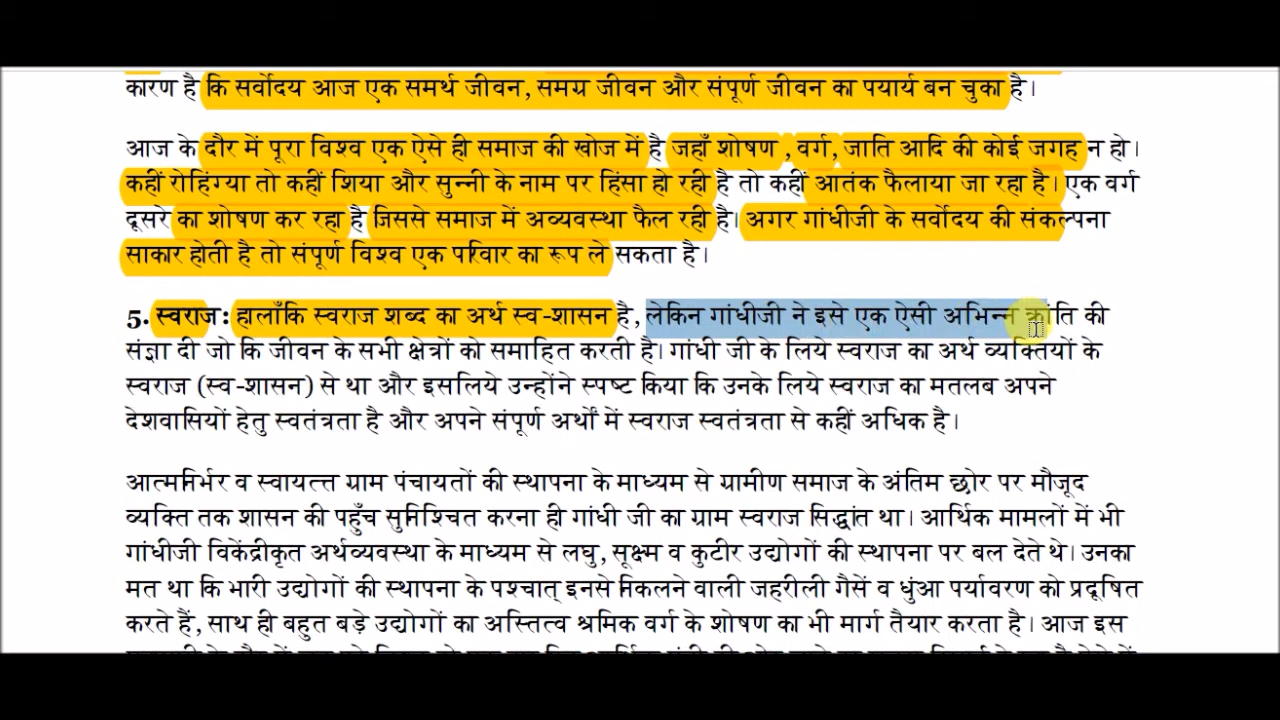 कारण है कि सर्वोदय आज एक समर्थ जीवन, समग्र जीवन और संपूर्ण जीवन का पर्याय बन चुका है।
आज के दौर में पूरा विश्व एक ऐसे ही समाज की खोज में है जहाँ शोषण, वर्ग, जाति आदि की कोई जगह न हो।
कहीं रोहिंग्या तो कहीं शिया और सुन्नी के नाम पर हिंसा हो रही है तो कहीं आतंक फैलाया जा रहा है। एक वर्ग
दूसरे का शोषण कर रहा है जिससे समाज में अव्यवस्था फैल रही है। अगर गांधीजी के सर्वोदय की संकल्पना
साकार होती है तो संपूर्ण विश्व एक परिवार का रूप ले सकता है।
5. स्वराज: हालाँकि स्वराज शब्द का अर्थ स्व-शासन है, लेकिन गांधीजी ने इसे एक ऐसी अभिन्न क्रांति की
संज्ञा दी जो कि जीवन के सभी क्षेत्रों को समाहित करती है। गांधी जी के लिये स्वराज का अर्थ व्यक्तियों के
स्वराज (स्व-शासन) से था और इसलिये उन्होंने स्पष्ट किया कि उनके लिये स्वराज का मतलब अपने
देशवासियों हेतु स्वतंत्रता है और अपने संपूर्ण अर्थों में स्वराज स्वतंत्रता से कहीं अधिक है।
आत्मनिर्भर व स्वायत्त ग्राम पंचायतों की स्थापना के माध्यम से ग्रामीण समाज के अंतिम छोर पर मौजूद
व्यक्ति तक शासन की पहुँच सुनिश्चित करना ही गांधी जी का ग्राम स्वराज सिद्धांत था। आर्थिक मामलों में भी
गांधीजी विकेंद्रीकृत अर्थव्यवस्था के माध्यम से लघु, सूक्ष्म व कुटीर उद्योगों की स्थापना पर बल देते थे। उनका
मत था कि भारी उद्योगों की स्थापना के पश्चात् इनसे निकलने वाली जहरीली गैसें व धुंआ पर्यावरण को प्रदूषित
करते हैं, साथ ही बहुत बड़े उद्योगों का अस्तित्व श्रमिक वर्ग के शोषण का भी मार्ग तैयार करता है। आज इस